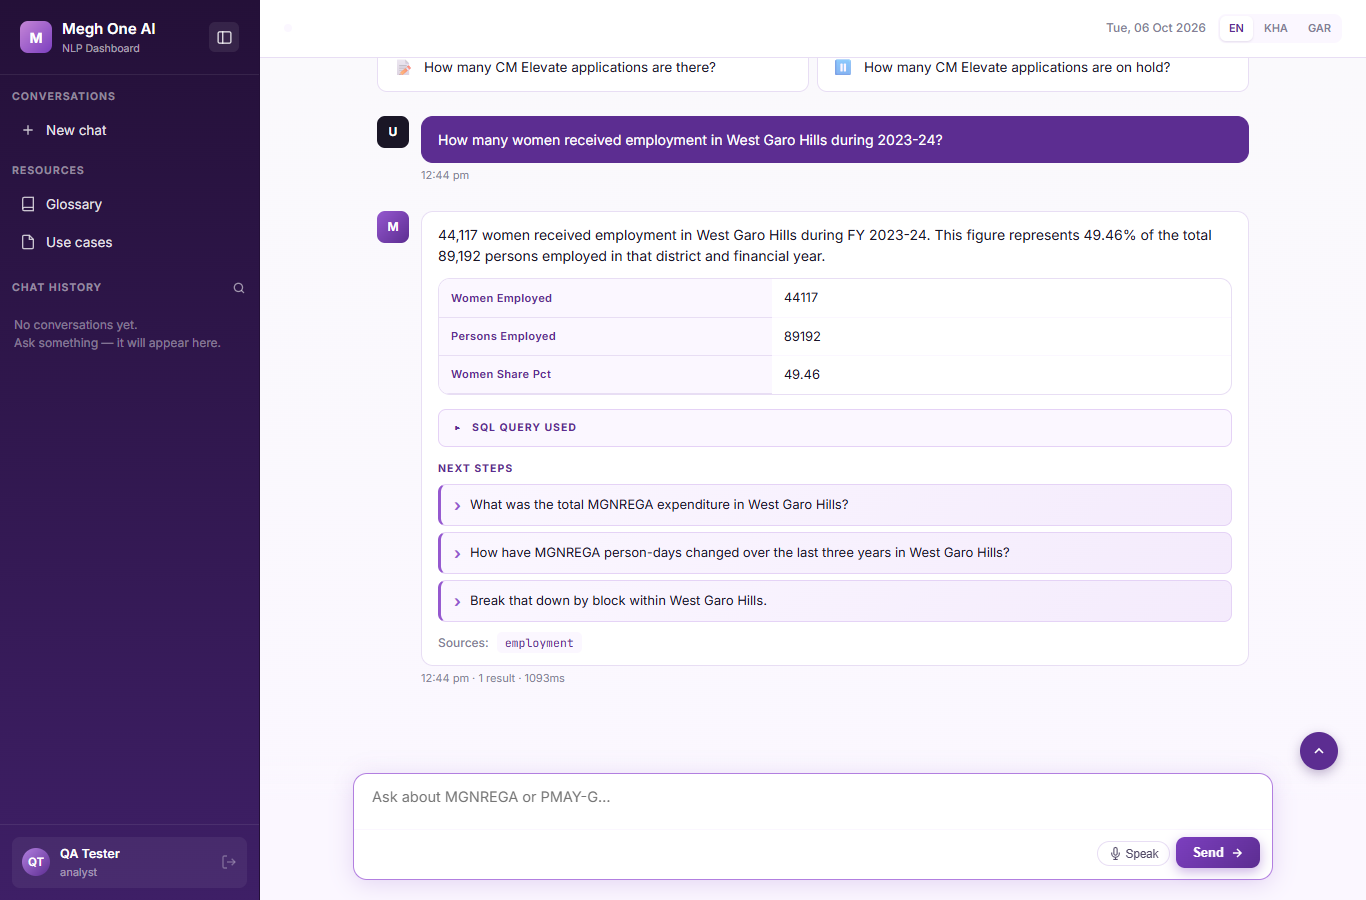 M
Megh One AI
NLP Dashboard
CONVERSATIONS
New chat
RESOURCES
Glossary
Use cases
CHAT HISTORY
No conversations yet.
Ask something — it will appear here.
QT
QA Tester
analyst
Tue, 06 Oct 2026
EN
KHA
GAR
How many CM Elevate applications are there?
How many CM Elevate applications are on hold?
U
How many women received employment in West Garo Hills during 2023-24?
12:44 pm
M
44,117 women received employment in West Garo Hills during FY 2023-24. This figure represents 49.46% of the total
89,192 persons employed in that district and financial year.
Women Employed 44117
Persons Employed 89192
Women Share Pct 49.46
SQL QUERY USED
NEXT STEPS
What was the total MGNREGA expenditure in West Garo Hills?
How have MGNREGA person-days changed over the last three years in West Garo Hills?
Break that down by block within West Garo Hills.
Sources: employment
12:44 pm · 1 result · 1093ms
Ask about MGNREGA or PMAY-G...
Speak
Send →